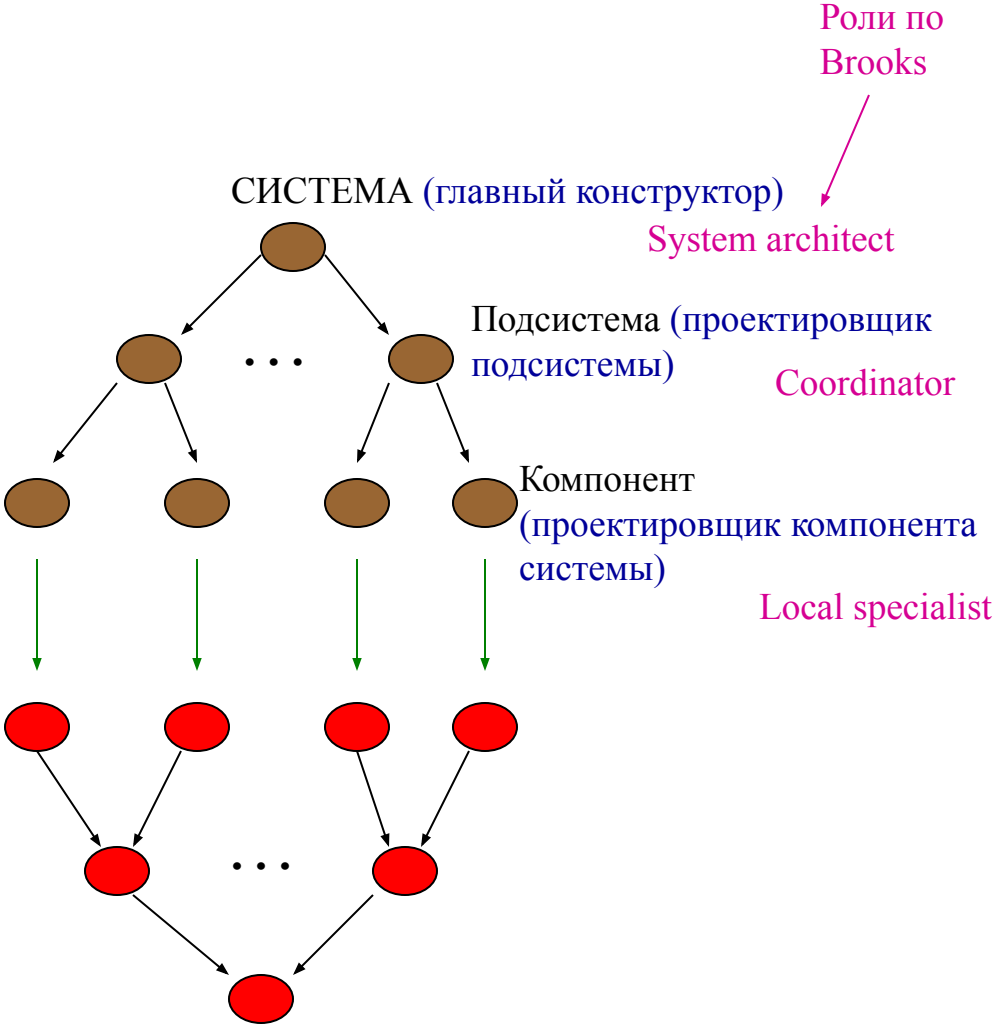 Роли по
Brooks
СИСТЕМА (главный конструктор)
System architect
Подсистема (проектировщик
подсистемы)
Coordinator
. . .
Компонент
(проектировщик компонента
системы)
Local specialist
. . .